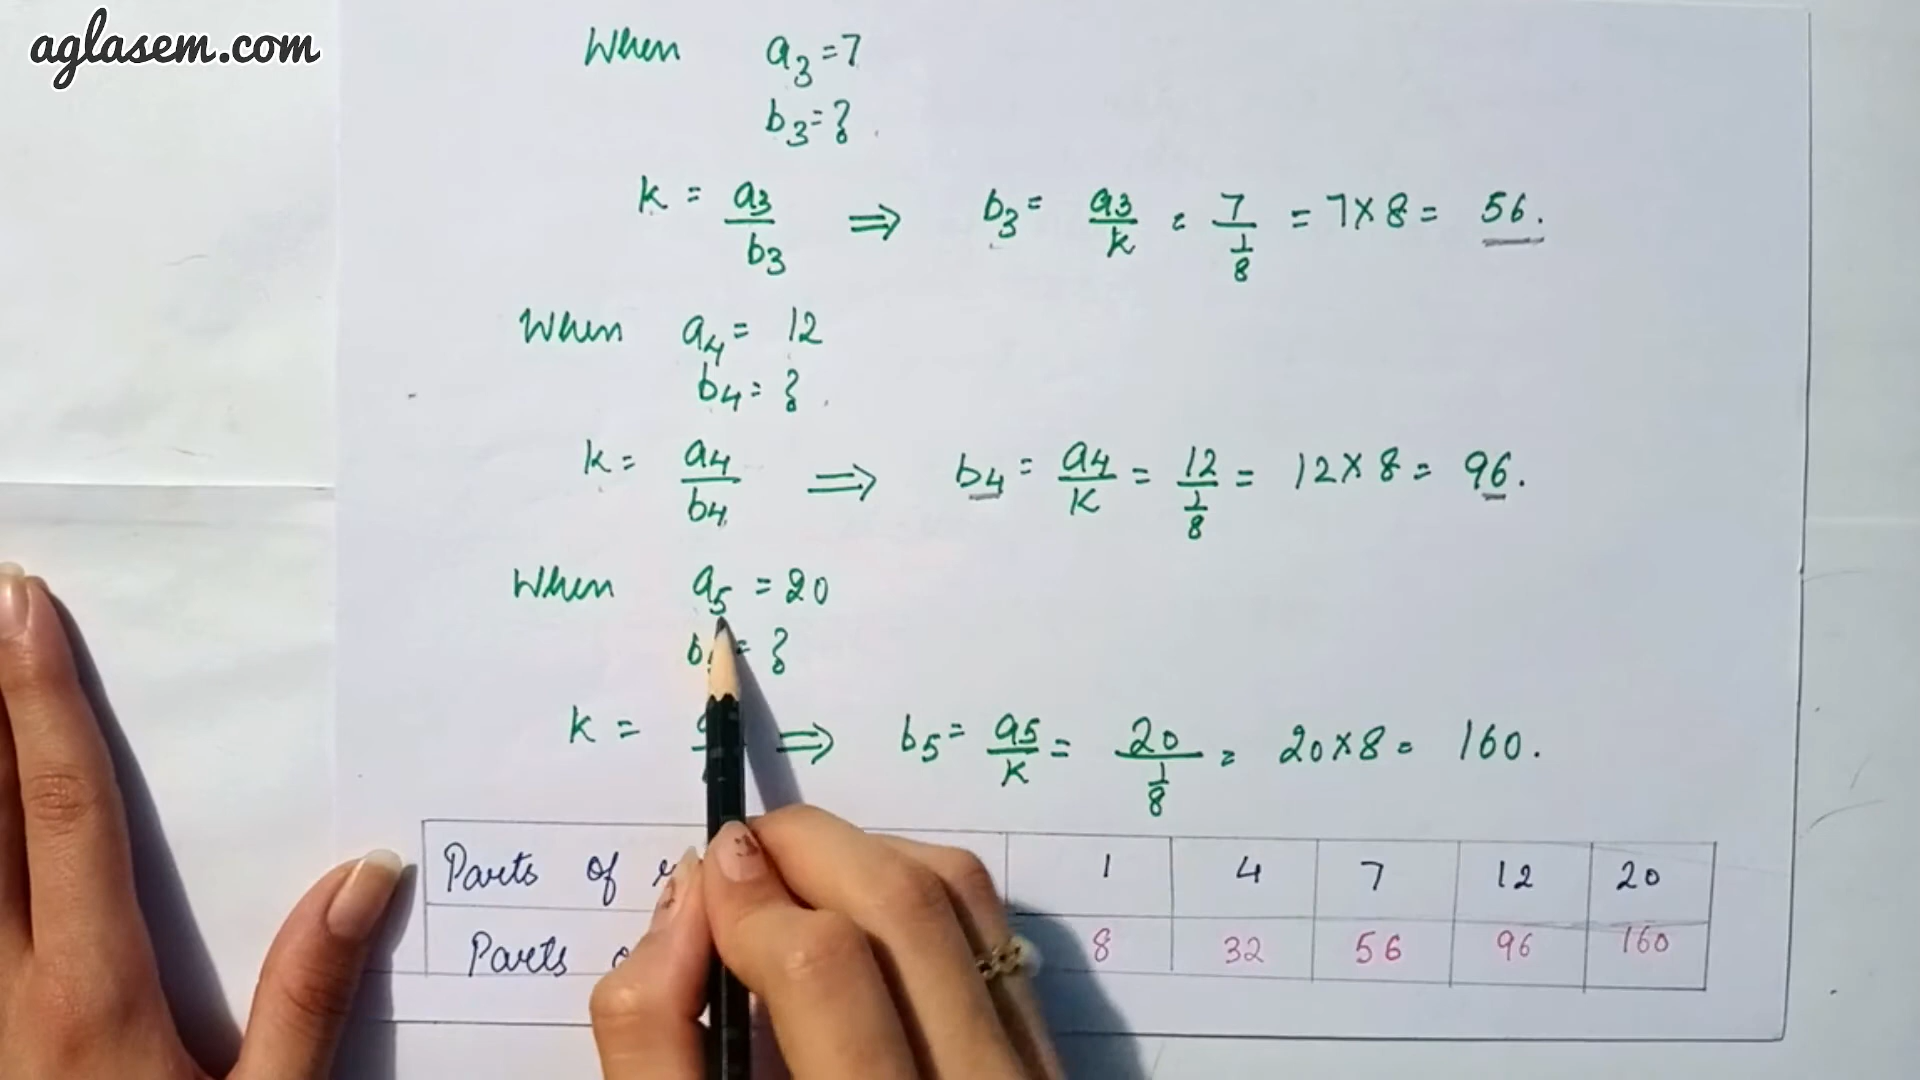 aglasem.com
When a3 = 7
b3 = ?
k = a3/b3 ⇒ b3 = a3/k = 7/(1/8) = 7 × 8 = 56.
When a4 = 12
b4 = ?
k = a4/b4 ⇒ b4 = a4/k = 12/(1/8) = 12 × 8 = 96.
When a5 = 20
b = ?
k = ⇒ b5 = a5/k = 20/(1/8) = 20 × 8 = 160.
Parts of 1 4 7 12 20
Parts 8 32 56 96 160